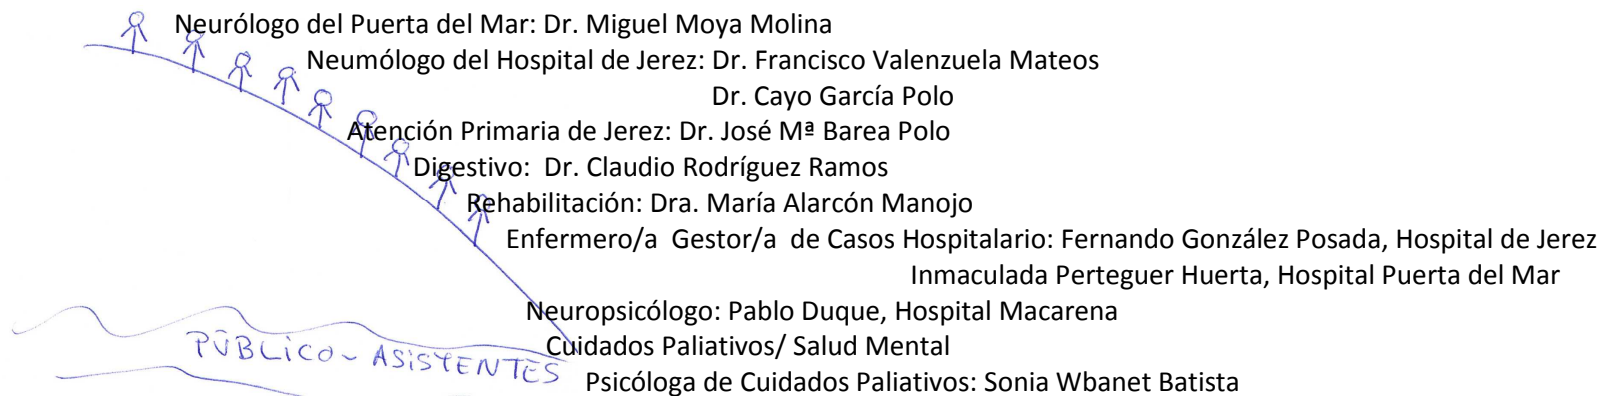 Neurólogo del Puerta del Mar: Dr. Miguel Moya Molina
Neumólogo del Hospital de Jerez: Dr. Francisco Valenzuela Mateos
Dr. Cayo García Polo
Atención Primaria de Jerez: Dr. José Mª Barea Polo
Digestivo: Dr. Claudio Rodríguez Ramos
Rehabilitación: Dra. María Alarcón Manojo
Enfermero/a Gestor/a de Casos Hospitalario: Fernando González Posada, Hospital de Jerez
Inmaculada Perteguer Huerta, Hospital Puerta del Mar
Neuropsicólogo: Pablo Duque, Hospital Macarena
Cuidados Paliativos/ Salud Mental
PÚBLICO - ASISTENTES
Psicóloga de Cuidados Paliativos: Sonia Wbanet Batista